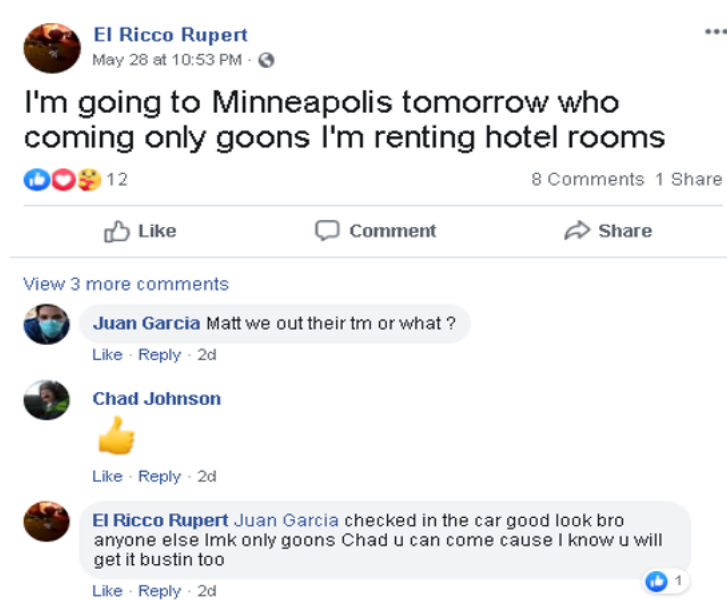 El Ricco Rupert
May 28 at 10:53 PM ·
I'm going to Minneapolis tomorrow who
coming only goons I'm renting hotel rooms
12
8 Comments 1 Share
Like Comment Share
View 3 more comments
Juan Garcia Matt we out their tm or what ?
Like · Reply · 2d
Chad Johnson
Like · Reply · 2d
El Ricco Rupert Juan Garcia checked in the car good look bro
anyone else lmk only goons Chad u can come cause I know u will
get it bustin too
1
Like · Reply · 2d